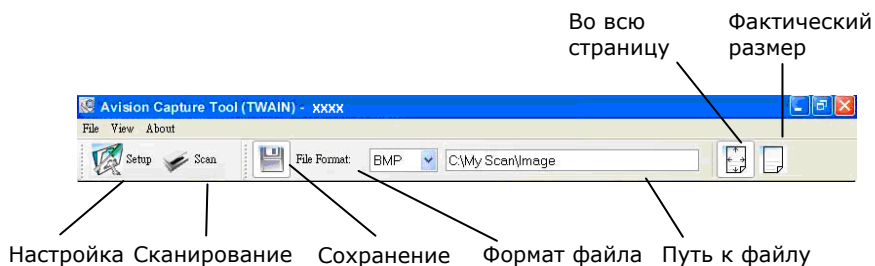 Во всю
страницу
Фактический
размер
Avision Capture Tool (TWAIN) - xxxx
File View About
Setup Scan File Format: BMP C:\My Scan\Image
Настройка Сканирование Сохранение Формат файла Путь к файлу